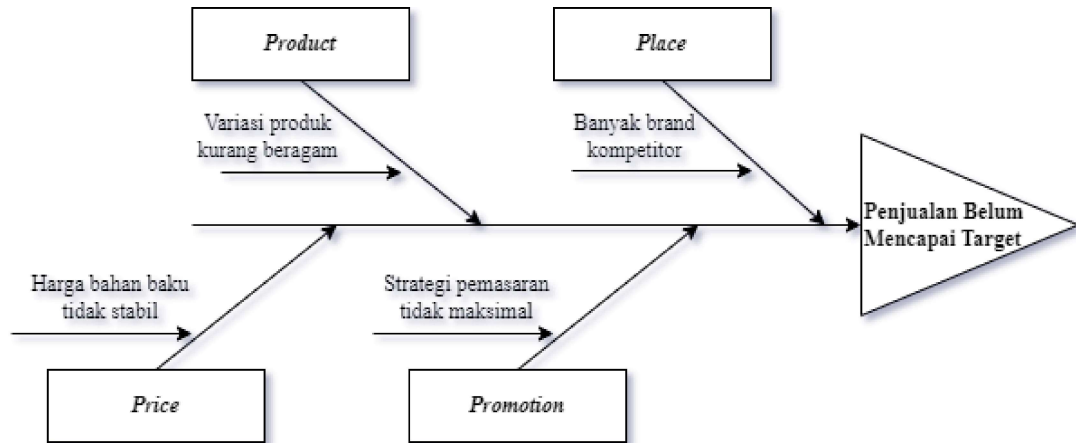 Product
Place
Variasi produk
kurang beragam
Banyak brand
kompetitor
Penjualan Belum
Mencapai Target
Harga bahan baku
tidak stabil
Strategi pemasaran
tidak maksimal
Price
Promotion